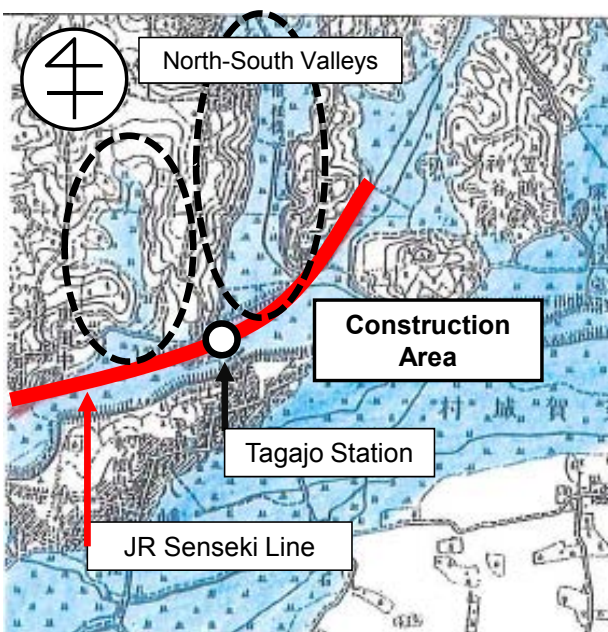 North-South Valleys
Construction
Area
村 城 賀
Tagajo Station
JR Senseki Line